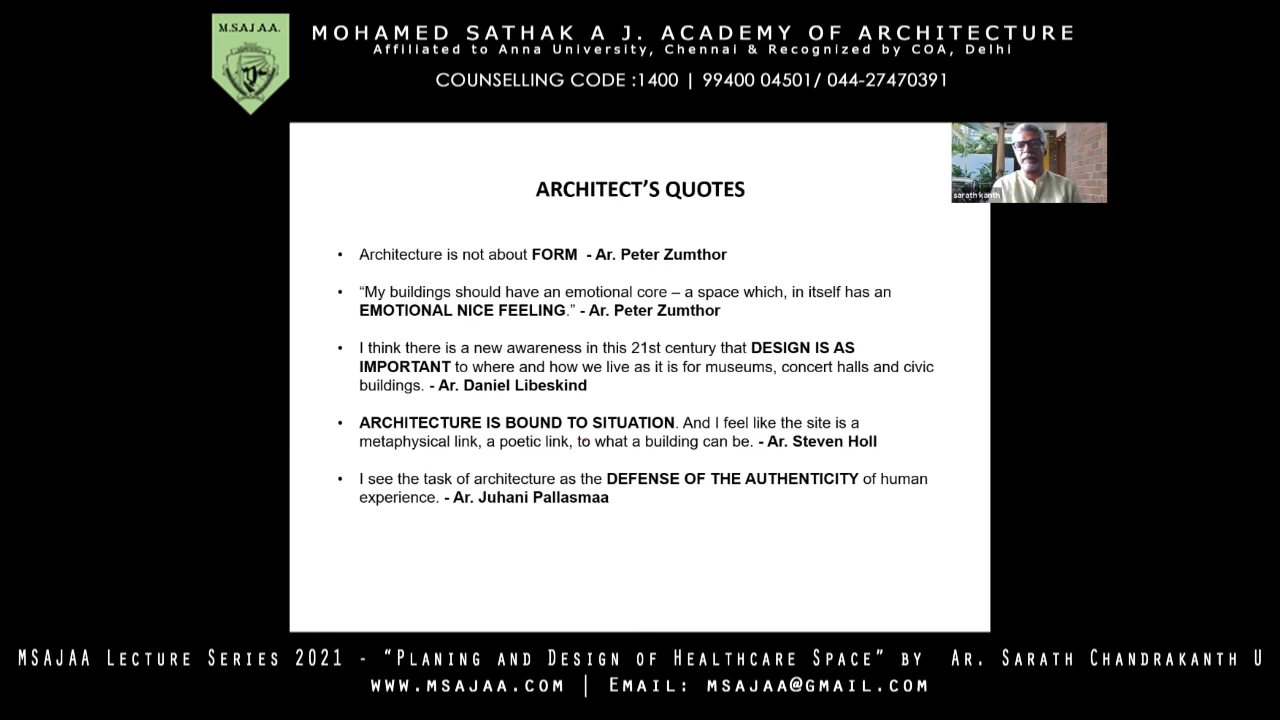 M.SAJ AA.
MOHAMED SATHAK A J. ACADEMY OF ARCHITECTURE
Affiliated to Anna University, Chennai & Recognized by COA, Delhi
COUNSELLING CODE :1400 | 99400 04501/ 044-27470391
sarath kanth
ARCHITECT'S QUOTES
• Architecture is not about FORM - Ar. Peter Zumthor
• “My buildings should have an emotional core – a space which, in itself has an
EMOTIONAL NICE FEELING.” - Ar. Peter Zumthor
• I think there is a new awareness in this 21st century that DESIGN IS AS
IMPORTANT to where and how we live as it is for museums, concert halls and civic
buildings. - Ar. Daniel Libeskind
• ARCHITECTURE IS BOUND TO SITUATION. And I feel like the site is a
metaphysical link, a poetic link, to what a building can be. - Ar. Steven Holl
• I see the task of architecture as the DEFENSE OF THE AUTHENTICITY of human
experience. - Ar. Juhani Pallasmaa
MSAJAA Lecture Series 2021 - “Planing and Design of Healthcare Space” by Ar. Sarath Chandrakanth U
www.msajaa.com | Email: msajaa@gmail.com